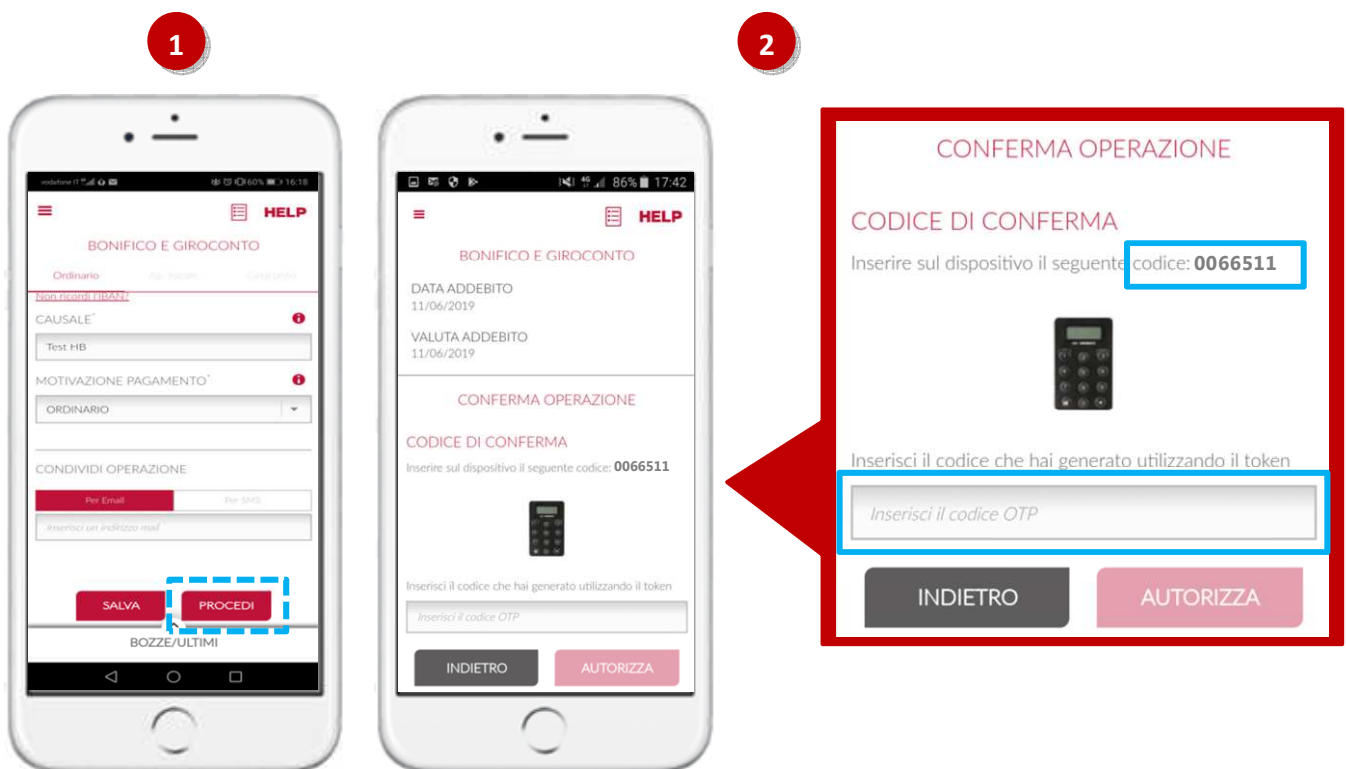 1
2
vodafone IT
60% 16:18
HELP
BONIFICO E GIROCONTO
Ordinario Ag. fiscale Giroconto
Non ricordi l'IBAN?
CAUSALE*
Test HB
MOTIVAZIONE PAGAMENTO*
ORDINARIO
CONDIVIDI OPERAZIONE
Per Email Per SMS
Inserisci un indirizzo mail
SALVA PROCEDI
BOZZE/ULTIMI
86% 17:42
HELP
BONIFICO E GIROCONTO
DATA ADDEBITO
11/06/2019
VALUTA ADDEBITO
11/06/2019
CONFERMA OPERAZIONE
CODICE DI CONFERMA
Inserire sul dispositivo il seguente codice: 0066511
Inserisci il codice che hai generato utilizzando il token
Inserisci il codice OTP
INDIETRO AUTORIZZA
CONFERMA OPERAZIONE
CODICE DI CONFERMA
Inserire sul dispositivo il seguente codice: 0066511
Inserisci il codice che hai generato utilizzando il token
Inserisci il codice OTP
INDIETRO AUTORIZZA